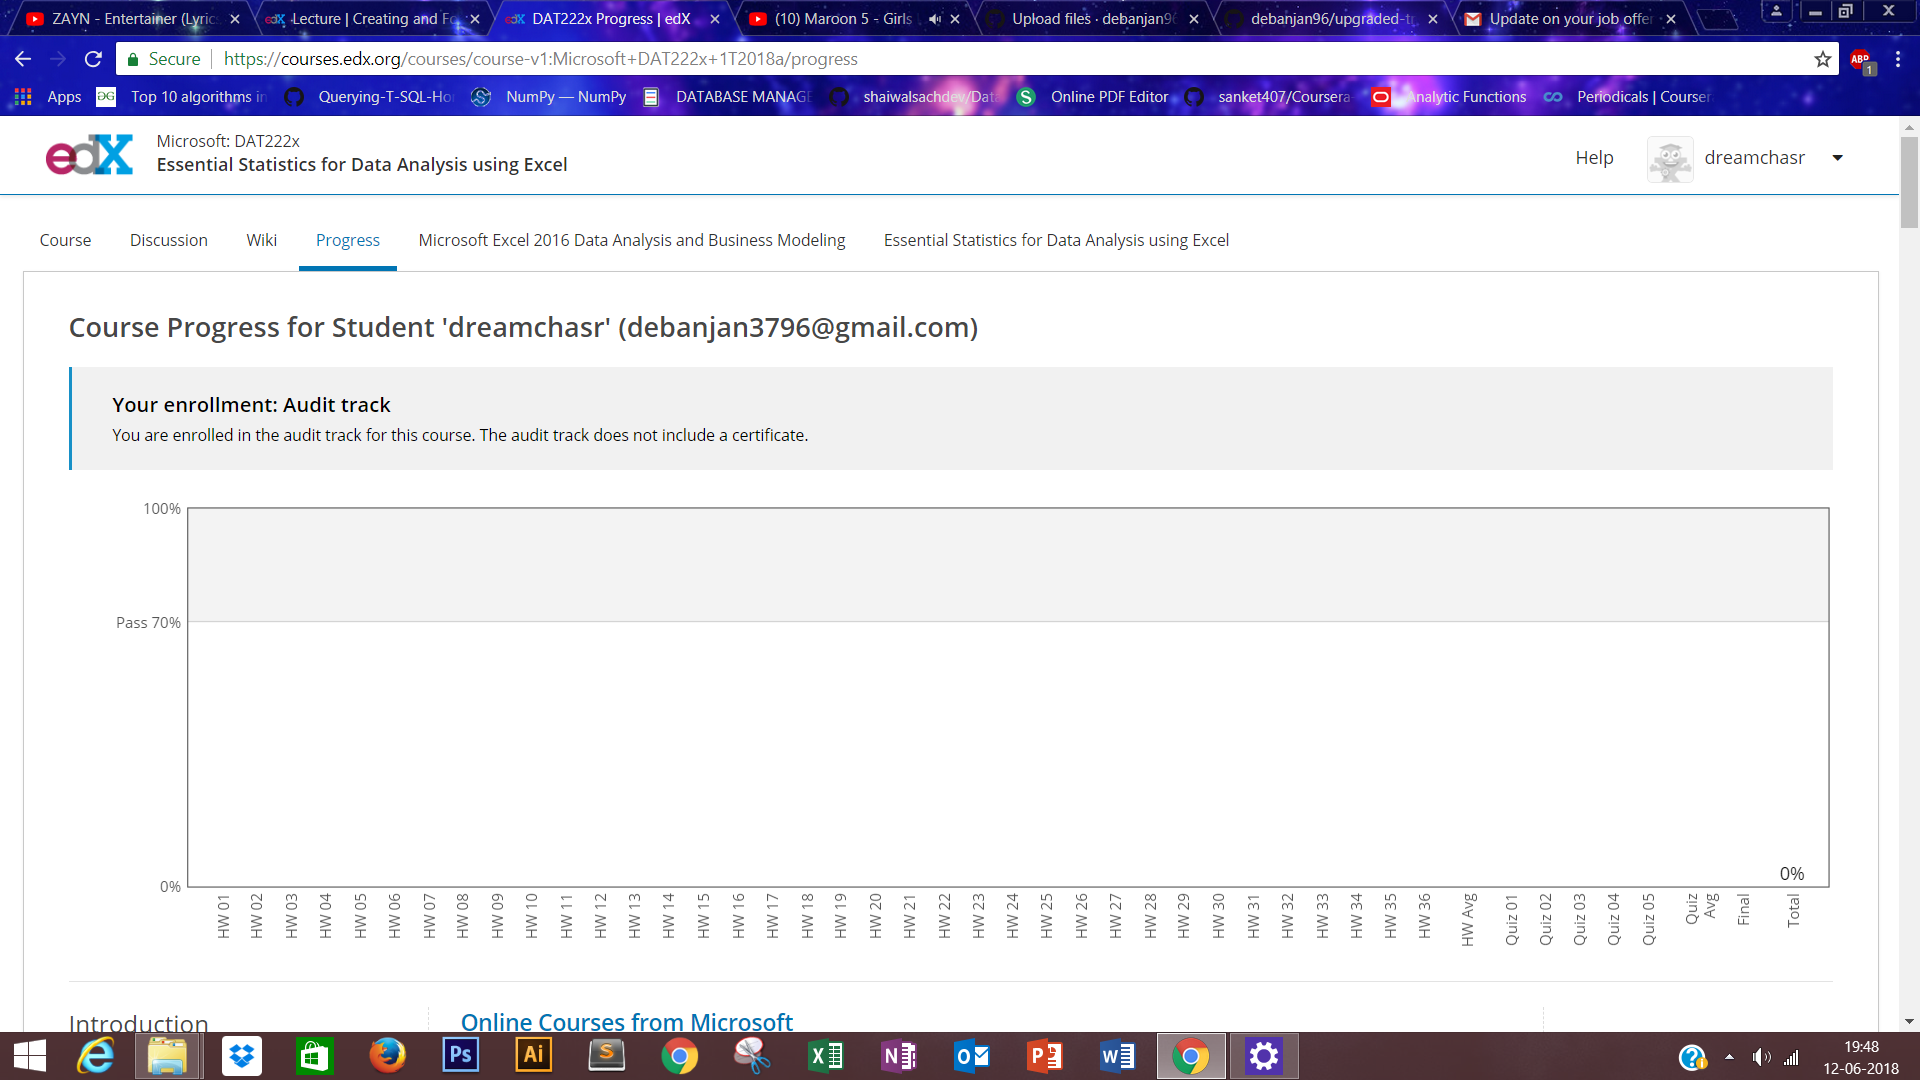 ZAYN - Entertainer (Lyric
Lecture | Creating and Fo
DAT222x Progress | edX
(10) Maroon 5 - Girls L
Upload files · debanjan96
debanjan96/upgraded-tr
Update on your job offer
Secure
https://courses.edx.org/courses/course-v1:Microsoft+DAT222x+1T2018a/progress
ABP
1
Apps
Top 10 algorithms in
Querying-T-SQL-Ho
NumPy — NumPy
DATABASE MANAGE
shaiwalsachdev/Data
Online PDF Editor
sanket407/Coursera
Analytic Functions
Periodicals | Courser
edX
Microsoft: DAT222x
Essential Statistics for Data Analysis using Excel
Help
dreamchasr
Course
Discussion
Wiki
Progress
Microsoft Excel 2016 Data Analysis and Business Modeling
Essential Statistics for Data Analysis using Excel
Course Progress for Student 'dreamchasr' (debanjan3796@gmail.com)
Your enrollment: Audit track
You are enrolled in the audit track for this course. The audit track does not include a certificate.
100%
Pass 70%
0%
0%
HW 01
HW 02
HW 03
HW 04
HW 05
HW 06
HW 07
HW 08
HW 09
HW 10
HW 11
HW 12
HW 13
HW 14
HW 15
HW 16
HW 17
HW 18
HW 19
HW 20
HW 21
HW 22
HW 23
HW 24
HW 25
HW 26
HW 27
HW 28
HW 29
HW 30
HW 31
HW 32
HW 33
HW 34
HW 35
HW 36
HW Avg
Quiz 01
Quiz 02
Quiz 03
Quiz 04
Quiz 05
Quiz
Avg
Final
Total
Introduction
Online Courses from Microsoft
Ps
Ai
19:48
12-06-2018